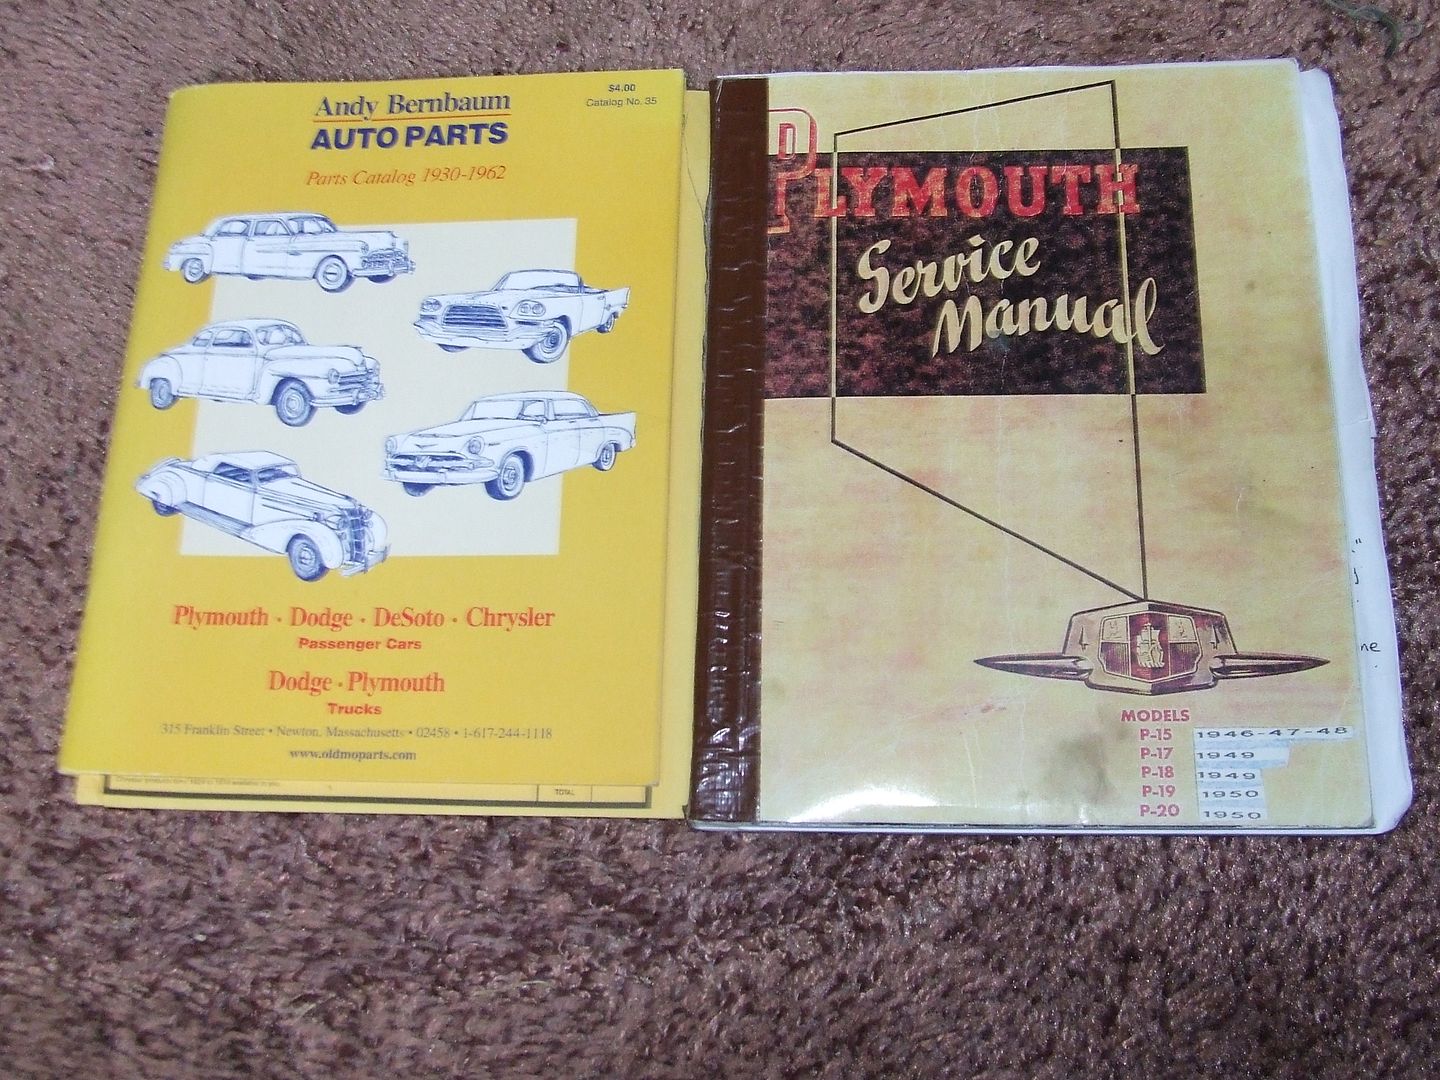 Andy Bernbaum
AUTO PARTS
$4.00
Catalog No. 35
Parts Catalog 1930-1962
Plymouth • Dodge • DeSoto • Chrysler
Passenger Cars
Dodge • Plymouth
Trucks
315 Franklin Street • Newton, Massachusetts • 02458 • 1-617-244-1118
www.oldmoparts.com
TOTAL
PLYMOUTH
Service
Manual
MODELS
P-15 1946-47-48
P-17 1949
P-18 1949
P-19 1950
P-20 1950